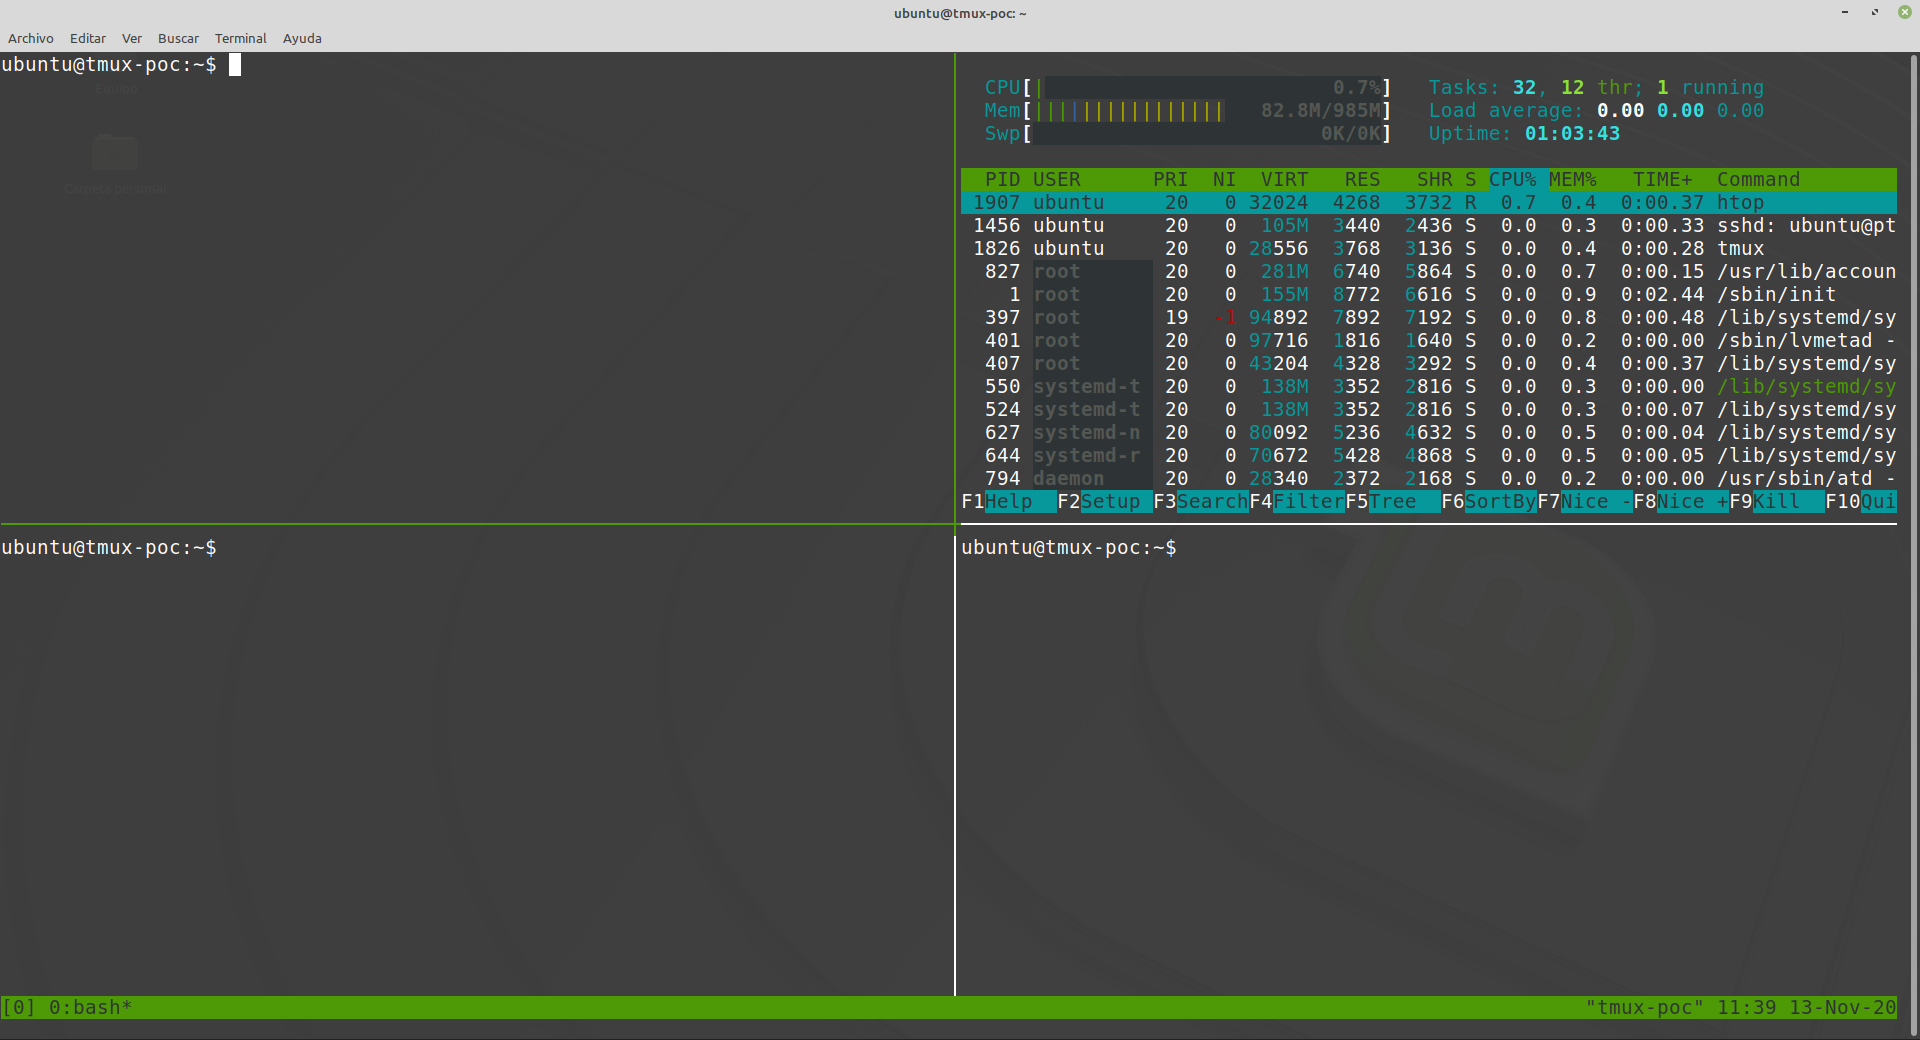 ubuntu@tmux-poc: ~
Archivo Editar Ver Buscar Terminal Ayuda
ubuntu@tmux-poc:~$
Equipo
Carpeta personal
CPU[| 0.7%] Tasks: 32, 12 thr; 1 running
Mem[|||||||||||||||| 82.8M/985M] Load average: 0.00 0.00 0.00
Swp[ 0K/0K] Uptime: 01:03:43
PID USER PRI NI VIRT RES SHR S CPU% MEM% TIME+ Command
1907 ubuntu 20 0 32024 4268 3732 R 0.7 0.4 0:00.37 htop
1456 ubuntu 20 0 105M 3440 2436 S 0.0 0.3 0:00.33 sshd: ubuntu@pt
1826 ubuntu 20 0 28556 3768 3136 S 0.0 0.4 0:00.28 tmux
827 root 20 0 281M 6740 5864 S 0.0 0.7 0:00.15 /usr/lib/accoun
1 root 20 0 155M 8772 6616 S 0.0 0.9 0:02.44 /sbin/init
397 root 19 -1 94892 7892 7192 S 0.0 0.8 0:00.48 /lib/systemd/sy
401 root 20 0 97716 1816 1640 S 0.0 0.2 0:00.00 /sbin/lvmetad -
407 root 20 0 43204 4328 3292 S 0.0 0.4 0:00.37 /lib/systemd/sy
550 systemd-t 20 0 138M 3352 2816 S 0.0 0.3 0:00.00 /lib/systemd/sy
524 systemd-t 20 0 138M 3352 2816 S 0.0 0.3 0:00.07 /lib/systemd/sy
627 systemd-n 20 0 80092 5236 4632 S 0.0 0.5 0:00.04 /lib/systemd/sy
644 systemd-r 20 0 70672 5428 4868 S 0.0 0.5 0:00.05 /lib/systemd/sy
794 daemon 20 0 28340 2372 2168 S 0.0 0.2 0:00.00 /usr/sbin/atd -
F1Help F2Setup F3SearchF4FilterF5Tree F6SortByF7Nice -F8Nice +F9Kill F10Qui
ubuntu@tmux-poc:~$
ubuntu@tmux-poc:~$
[0] 0:bash* "tmux-poc" 11:39 13-Nov-20